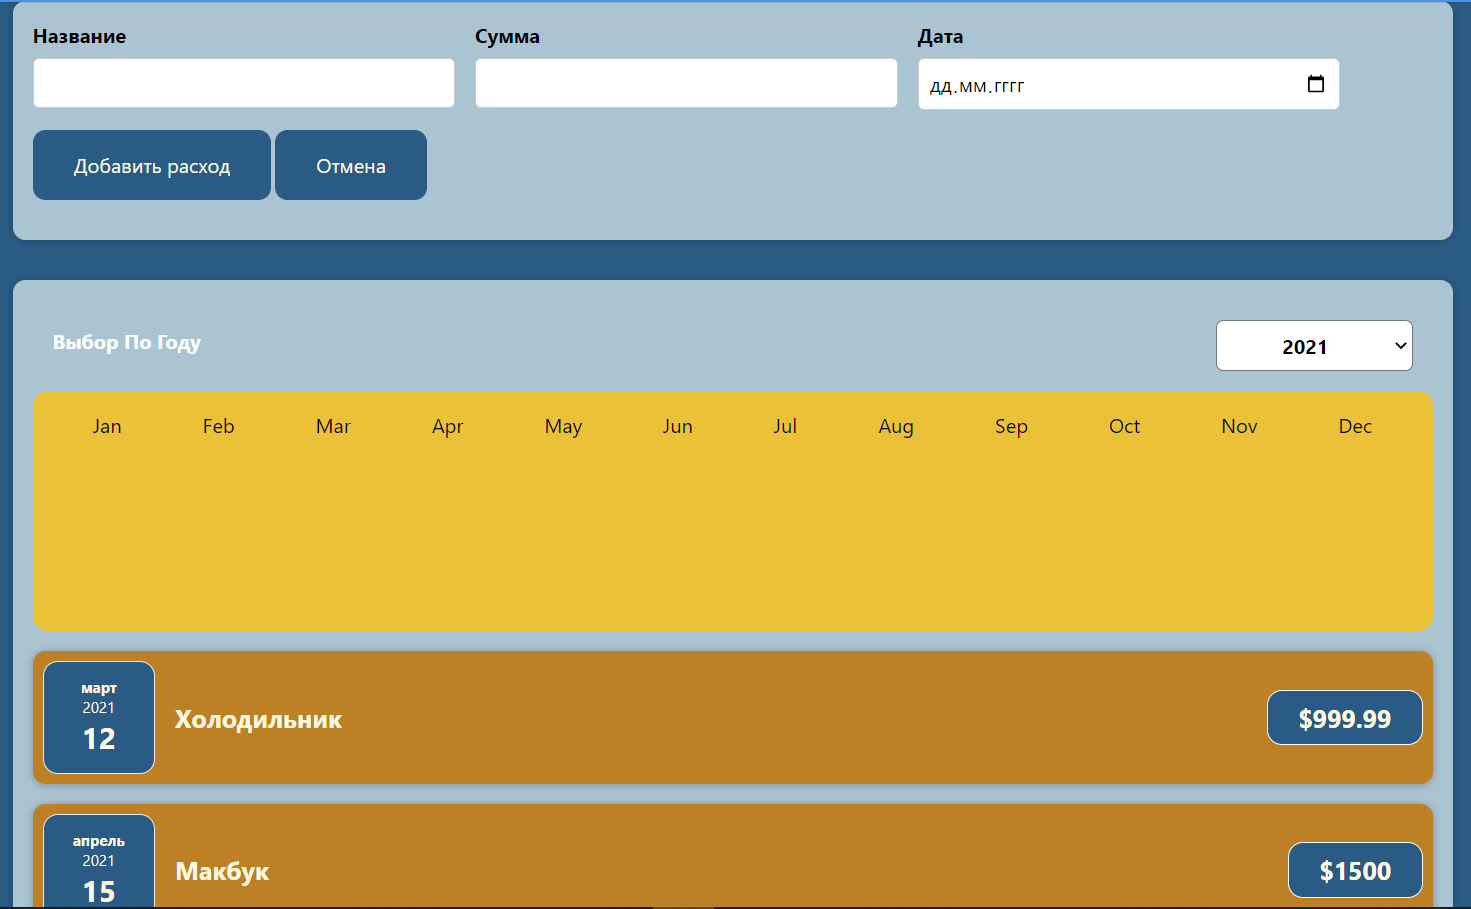 Название Сумма Дата
дд.мм.гггг
Добавить расход Отмена
Выбор По Году 2021
Jan Feb Mar Apr May Jun Jul Aug Sep Oct Nov Dec
март
2021
12
Холодильник
$999.99
апрель
2021
15
Макбук
$1500